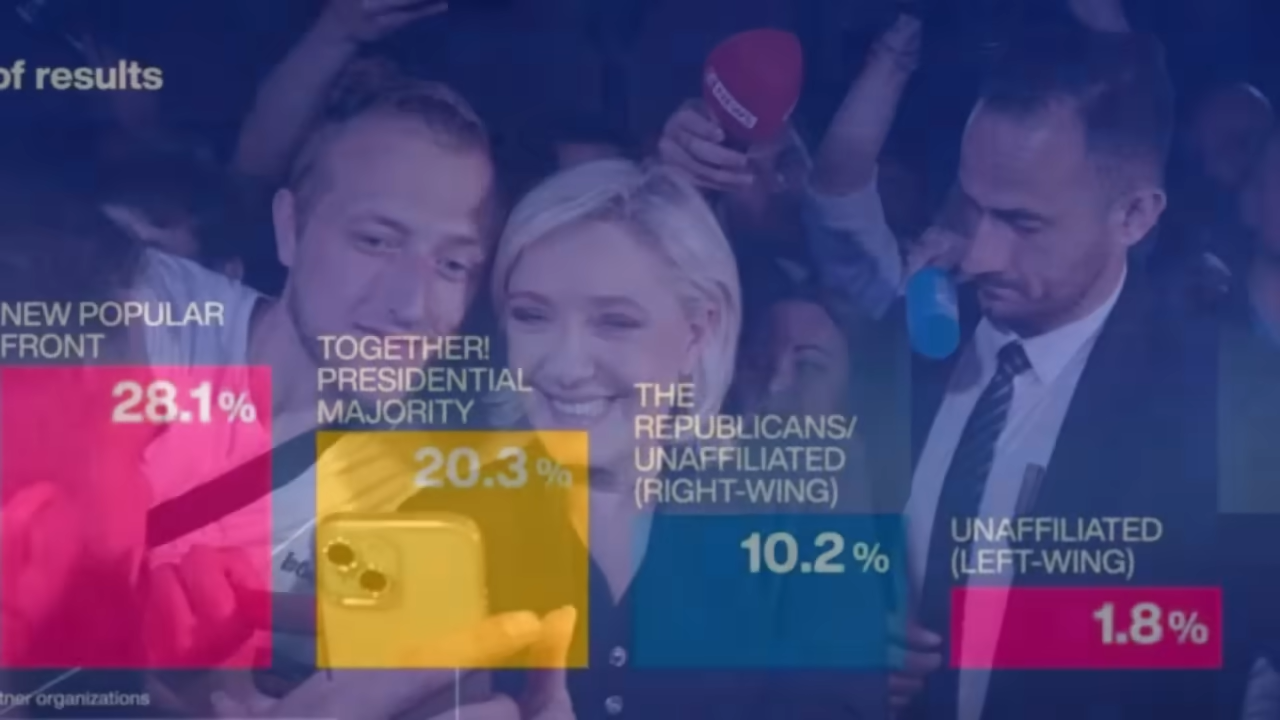 of results
NEW POPULAR
FRONT
28.1%
TOGETHER!
PRESIDENTIAL
MAJORITY
20.3%
THE
REPUBLICANS/
UNAFFILIATED
(RIGHT-WING)
10.2%
UNAFFILIATED
(LEFT-WING)
1.8%
organizations